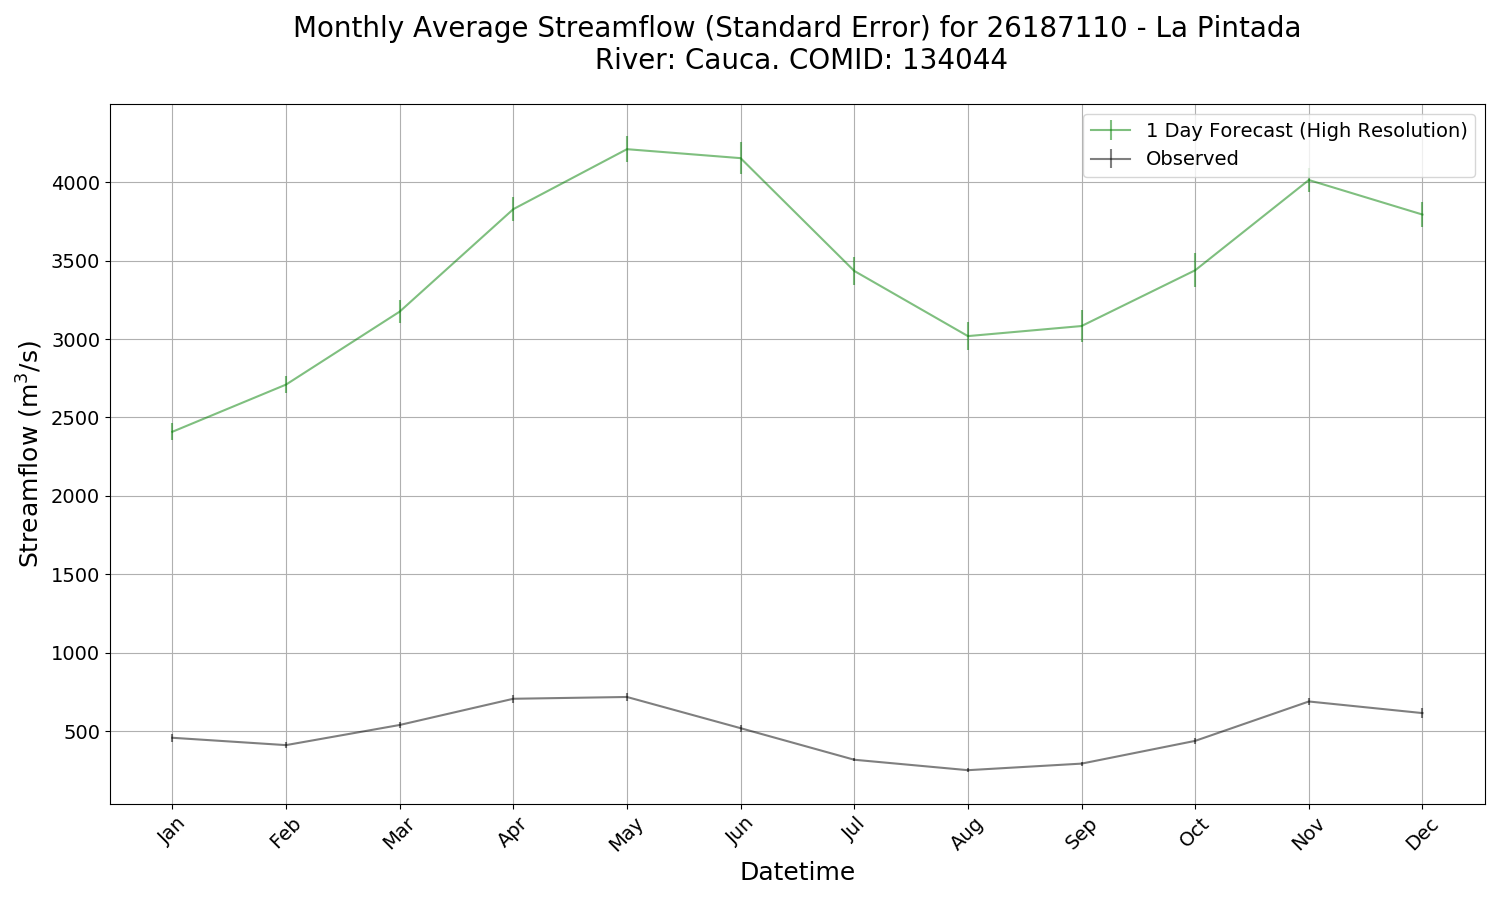 Monthly Average Streamflow (Standard Error) for 26187110 - La Pintada
River: Cauca. COMID: 134044
1 Day Forecast (High Resolution)
Observed
4000
3500
3000
2500
2000
1500
1000
500
Streamflow (m³/s)
Jan Feb Mar Apr May Jun Jul Aug Sep Oct Nov Dec
Datetime